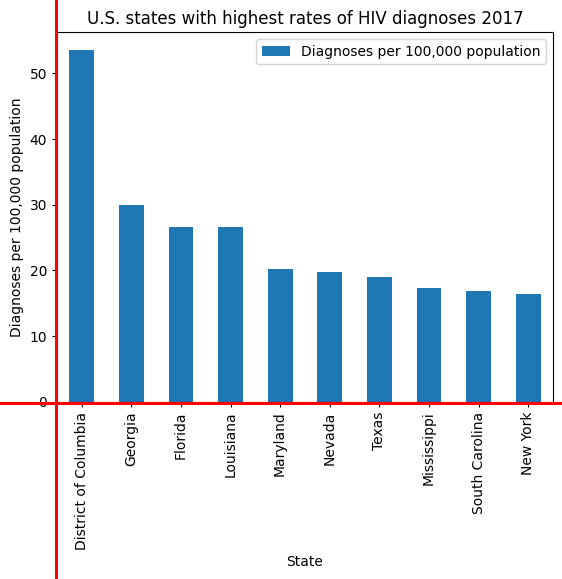 U.S. states with highest rates of HIV diagnoses 2017
Diagnoses per 100,000 population
Diagnoses per 100,000 population
50
40
30
20
10
0
District of Columbia
Georgia
Florida
Louisiana
Maryland
Nevada
Texas
Mississippi
South Carolina
New York
State